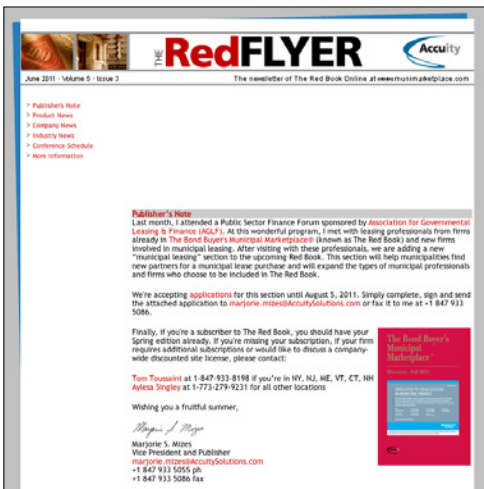 THE RedFLYER
Accuity
June 2011 · Volume 5 · Issue 3
The newsletter of The Red Book Online at www.munimarketplace.com
> Publisher's Note
> Product News
> Company News
> Industry News
> Conference Schedule
> More Information
Publisher's Note
Last month, I attended a Public Sector Finance Forum sponsored by Association for Governmental
Leasing & Finance (AGLF). At this wonderful program, I met with leasing professionals from firms
already in The Bond Buyer's Municipal Marketplace® (known as The Red Book) and new firms
involved in municipal leasing. After visiting with these professionals, we are adding a new
"municipal leasing" section to the upcoming Red Book. This section will help municipalities find
new partners for a municipal lease purchase and will expand the types of municipal professionals
and firms who choose to be included in The Red Book.
We're accepting applications for this section until August 5, 2011. Simply complete, sign and send
the attached application to marjorie.mizes@AccuitySolutions.com or fax it to me at +1 847 933
5086.
Finally, if you're a subscriber to The Red Book, you should have your
Spring edition already. If you're missing your subscription, if your firm
requires additional subscriptions or would like to discuss a company-
wide discounted site license, please contact:
Tom Toussaint at 1-847-933-8198 if you're in NY, NJ, ME, VT, CT, NH
Aylesa Singley at 1-773-279-9231 for all other locations
Wishing you a fruitful summer,
Marjorie S. Mizes
Marjorie S. Mizes
Vice President and Publisher
marjorie.mizes@AccuitySolutions.com
+1 847 933 5055 ph
+1 847 933 5086 fax
The Bond Buyer's
Municipal
Marketplace